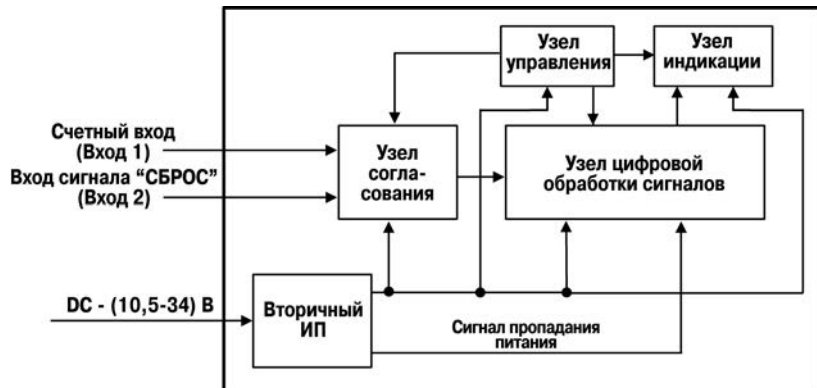 Узел
управления
Узел
индикации
Счетный вход
(Вход 1)
Вход сигнала “СБРОС”
(Вход 2)
Узел
согла-
сования
Узел цифровой
обработки сигналов
DC - (10,5-34) В
Вторичный
ИП
Сигнал пропадания
питания